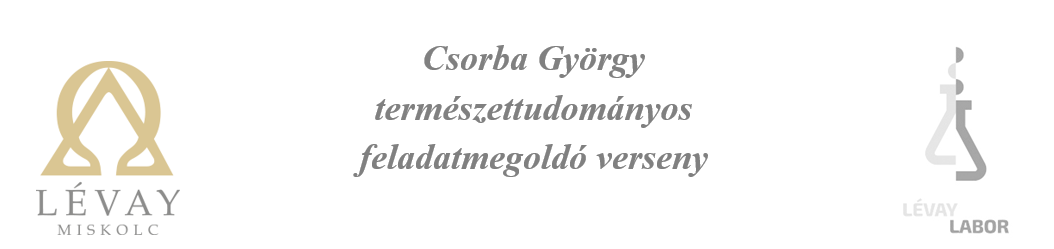 Csorba György
természettudományos
feladatmegoldó verseny
LÉVAY
MISKOLC
LÉVAY
LABOR